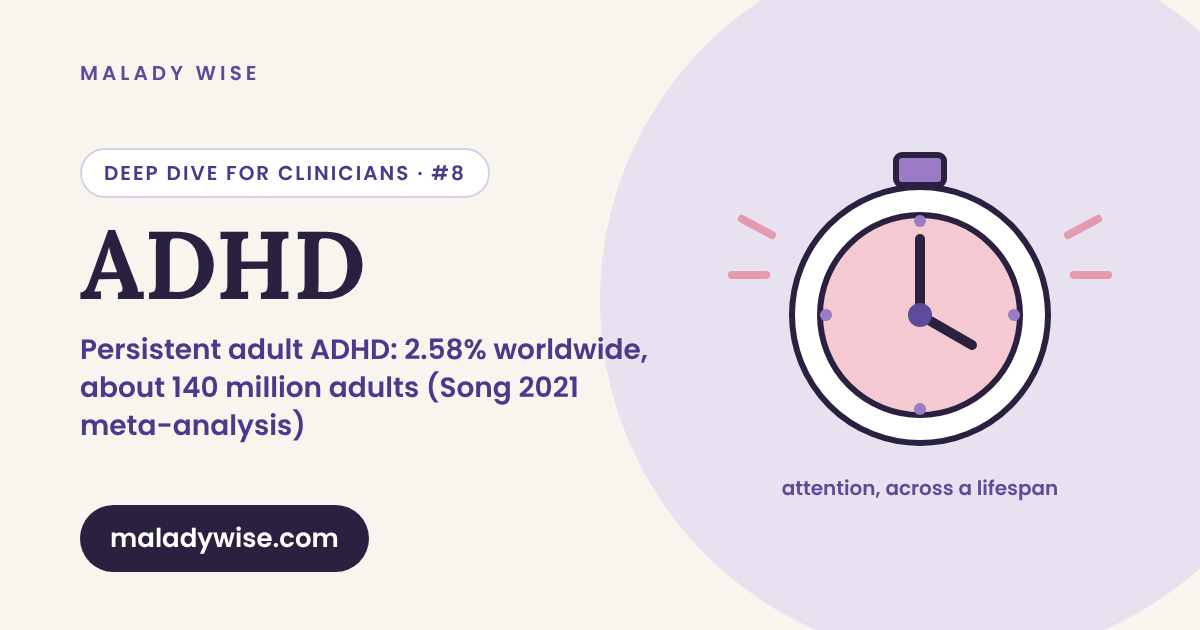 MALADY WISE
DEEP DIVE FOR CLINICIANS · #8
ADHD
Persistent adult ADHD: 2.58% worldwide,
about 140 million adults (Song 2021
meta-analysis)
maladywise.com
attention, across a lifespan